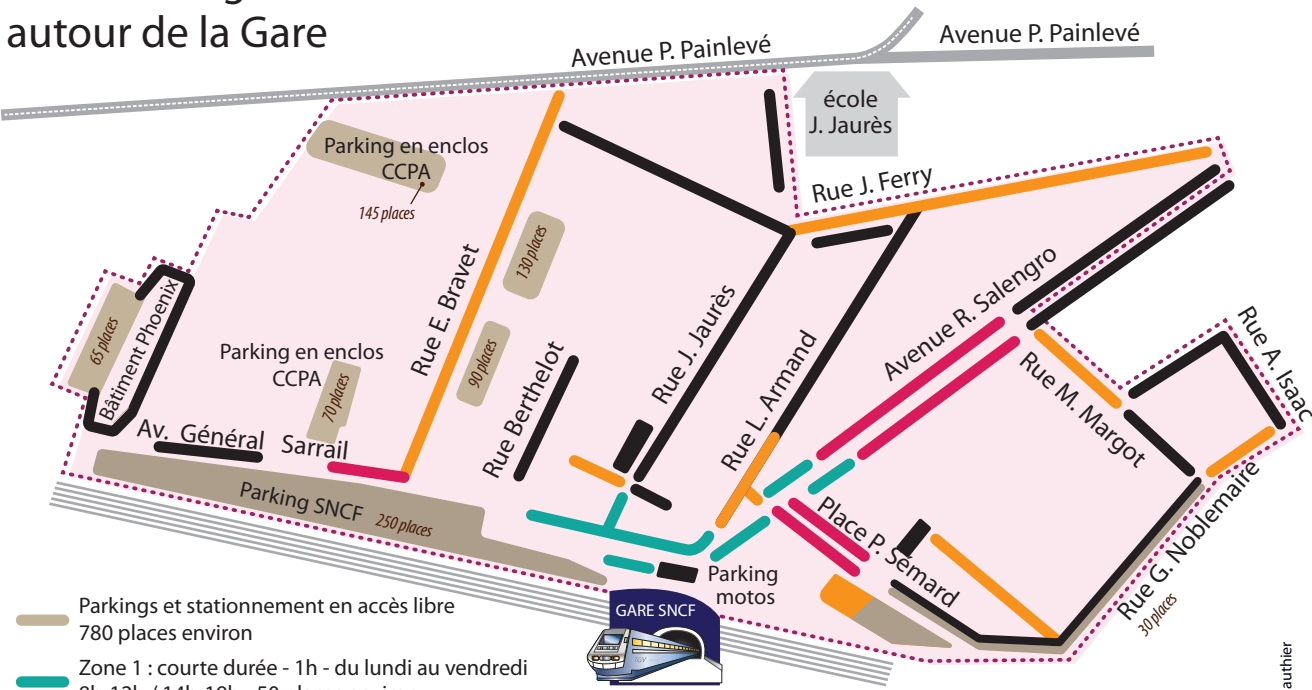 autour de la Gare
Avenue P. Painlevé
Avenue P. Painlevé
école
J. Jaurès
Parking en enclos
CCPA
145 places
Rue J. Ferry
130 places
Rue E. Bravet
Avenue R. Salengro
Bâtiment Phoenix
65 places
Parking en enclos
CCPA
70 places
90 places
Rue Berthelot
Rue J. Jaurès
Rue L. Armand
Rue M. Margot
Rue A. Isaac
Av. Général Sarrail
Parking SNCF
250 places
Place P. Sémard
Rue G. Noblemaire
30 places
Parking
motos
GARE SNCF
TGV
Parkings et stationnement en accès libre
780 places environ
Zone 1 : courte durée - 1h - du lundi au vendredi
authier